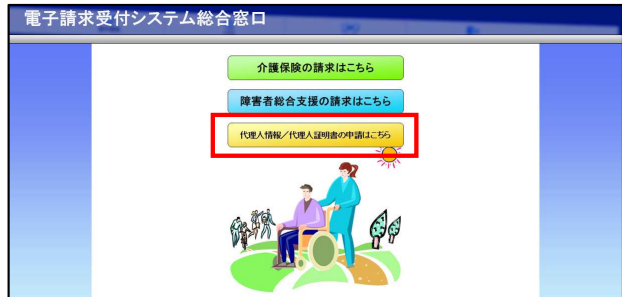 電子請求受付システム総合窓口
介護保険の請求はこちら
障害者総合支援の請求はこちら
代理人情報／代理人証明書の申請はこちら